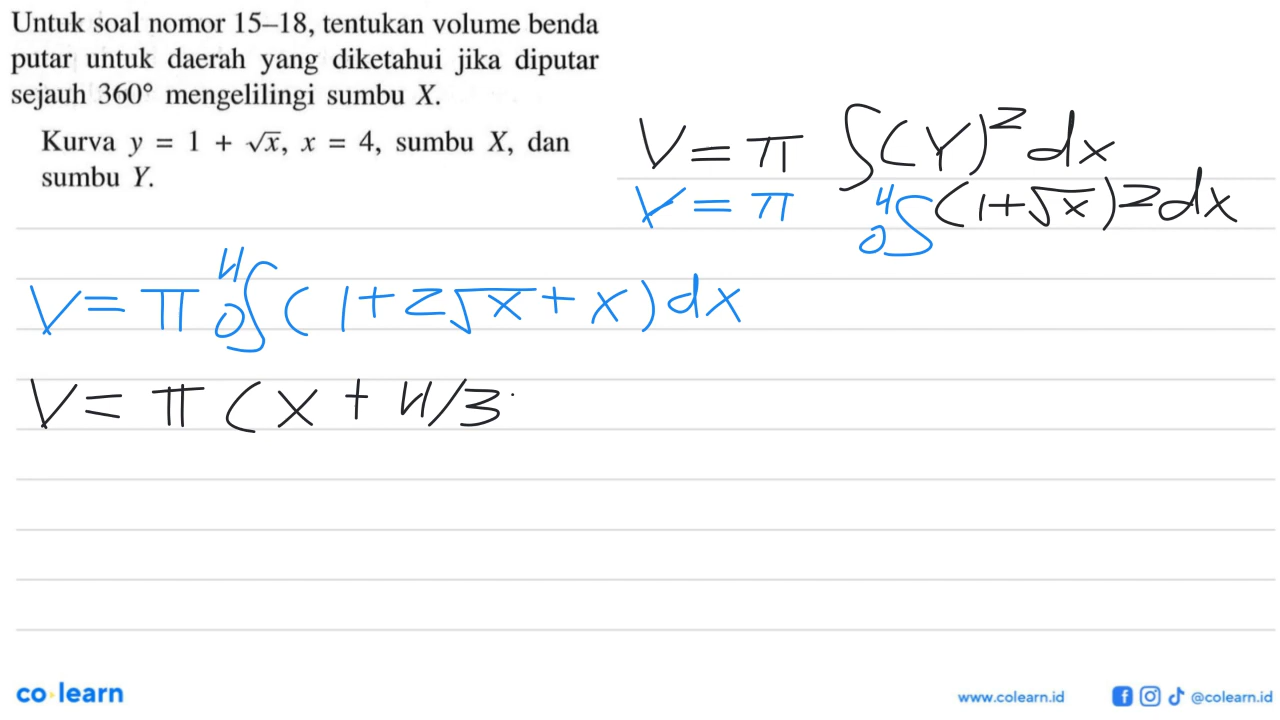 Untuk soal nomor 15–18, tentukan volume benda
putar untuk daerah yang diketahui jika diputar
sejauh 360° mengelilingi sumbu X.
Kurva y = 1 + √x, x = 4, sumbu X, dan
sumbu Y.
V = π ∫(Y)² dx
V = π ₀⁴∫(1+√x)2dx
V = π ₀⁴∫(1+2√x+x)dx
V = π (x + 4/3
co learn
www.colearn.id
@colearn.id